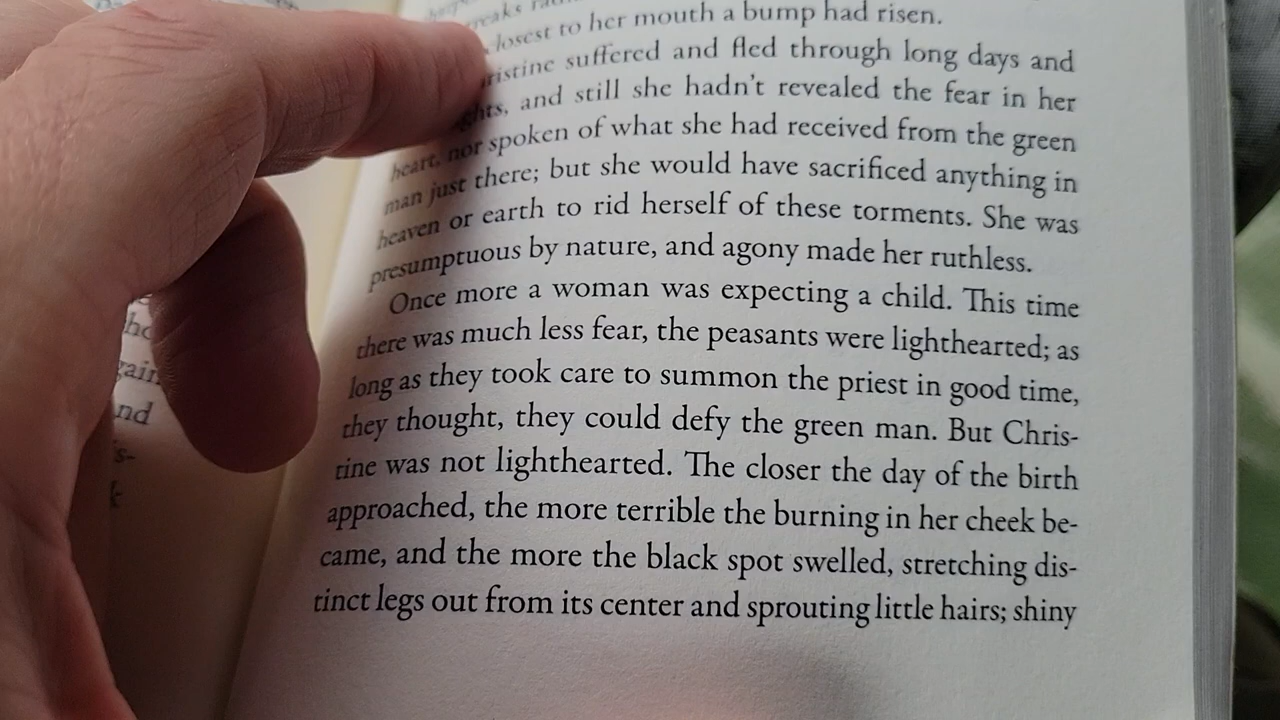 closest to her mouth a bump had risen.
suffered and fled through long days and
and still she hadn't revealed the fear in her
heart, nor spoken of what she had received from the green
man just there; but she would have sacrificed anything in
heaven or earth to rid herself of these torments. She was
presumptuous by nature, and agony made her ruthless.
Once more a woman was expecting a child. This time
there was much less fear, the peasants were lighthearted; as
long as they took care to summon the priest in good time,
they thought, they could defy the green man. But Chris-
tine was not lighthearted. The closer the day of the birth
approached, the more terrible the burning in her cheek be-
came, and the more the black spot swelled, stretching dis-
tinct legs out from its center and sprouting little hairs; shiny